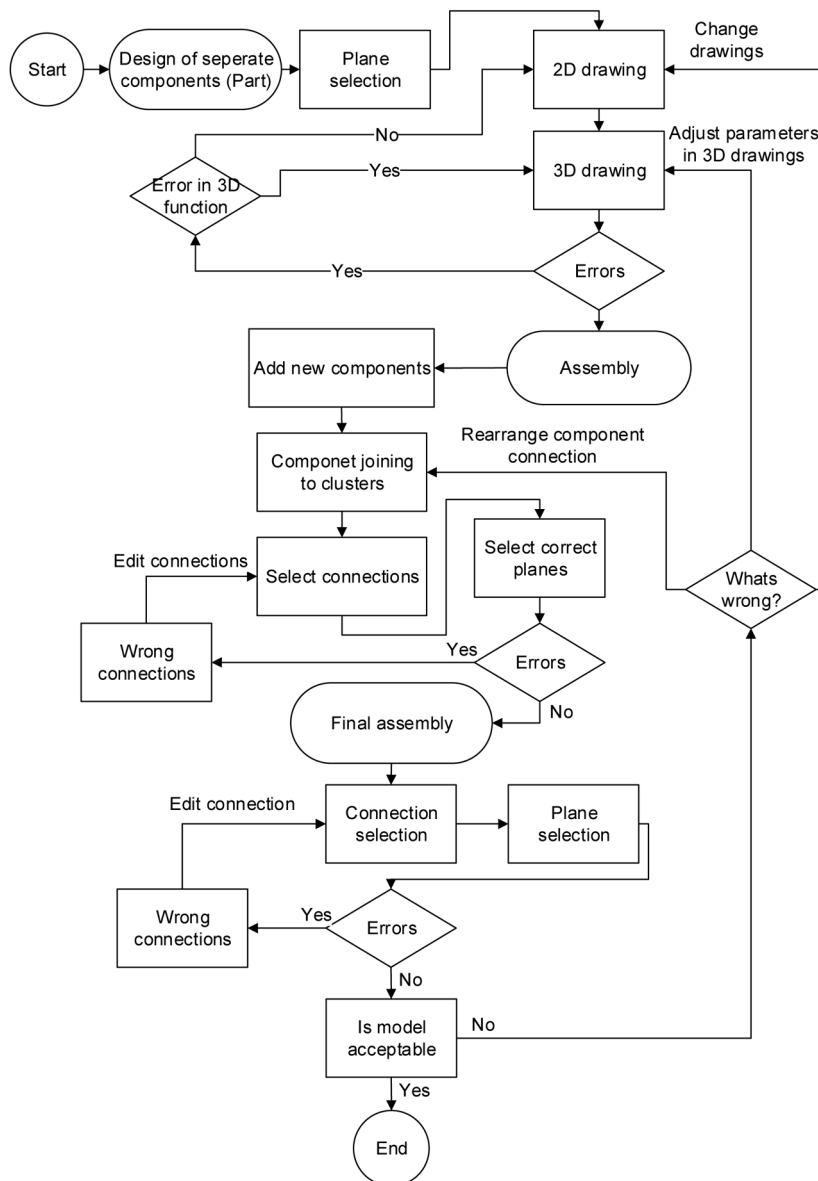 Start
Design of seperate
components (Part)
Plane
selection
2D drawing
Change
drawings
No
Adjust parameters
in 3D drawings
Error in 3D
function
Yes
3D drawing
Yes
Errors
Add new components
Assembly
Rearrange component
connection
Componet joining
to clusters
Edit connections
Select connections
Select correct
planes
Whats
wrong?
Wrong
connections
Yes
Errors
No
Final assembly
Edit connection
Connection
selection
Plane
selection
Wrong
connections
Yes
Errors
No
Is model
acceptable
No
Yes
End